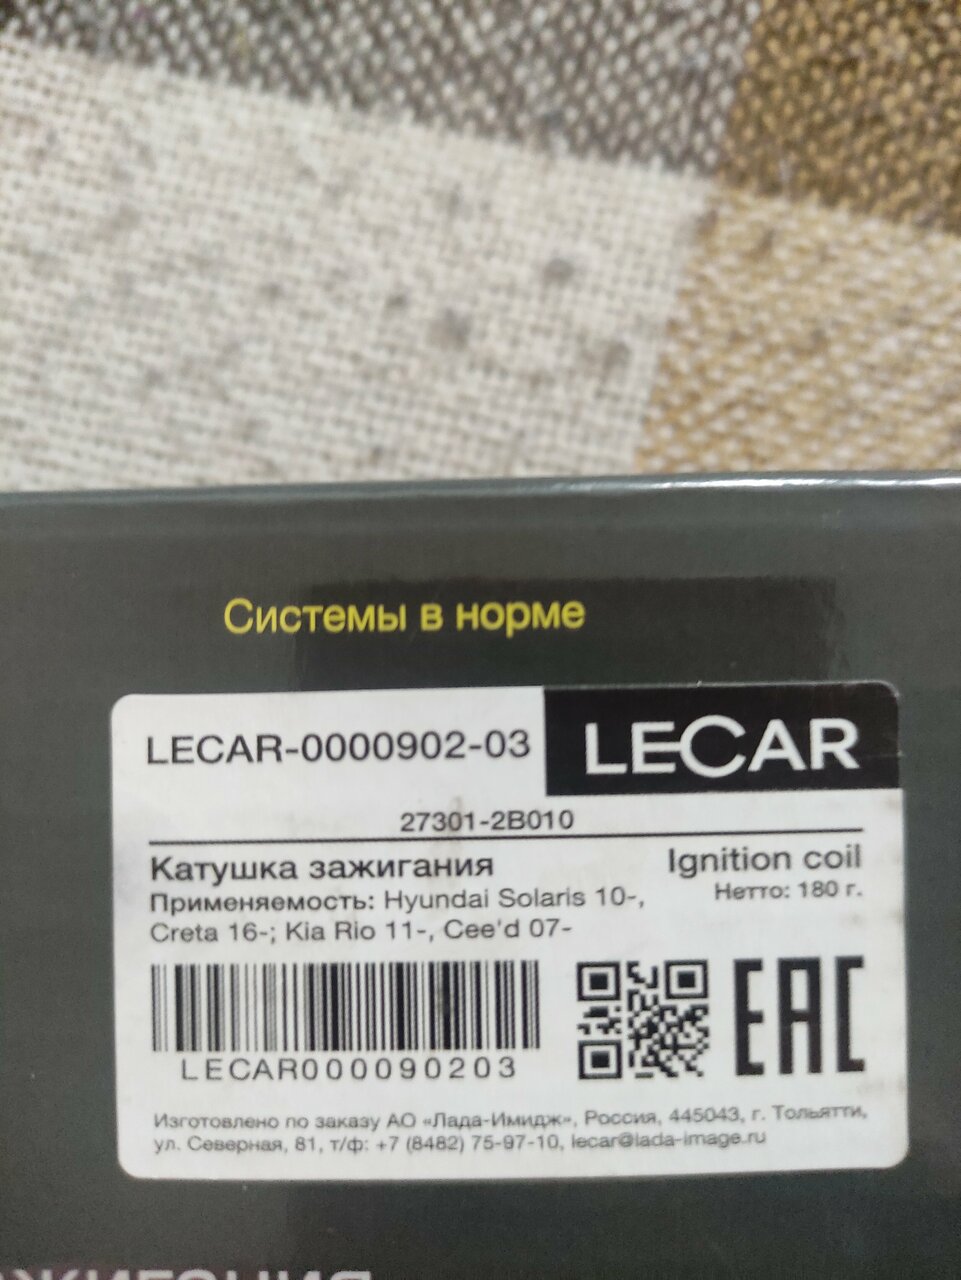 Системы в норме
LECAR-0000902-03
LECAR
27301-2B010
Катушка зажигания
Ignition coil
Применяемость: Hyundai Solaris 10-,
Нетто: 180 г.
Creta 16-; Kia Rio 11-, Cee'd 07-
EAC
LECAR000090203
Изготовлено по заказу АО «Лада-Имидж», Россия, 445043, г. Тольятти,
ул. Северная, 81, т/ф: +7 (8482) 75-97-10, lecar@lada-image.ru